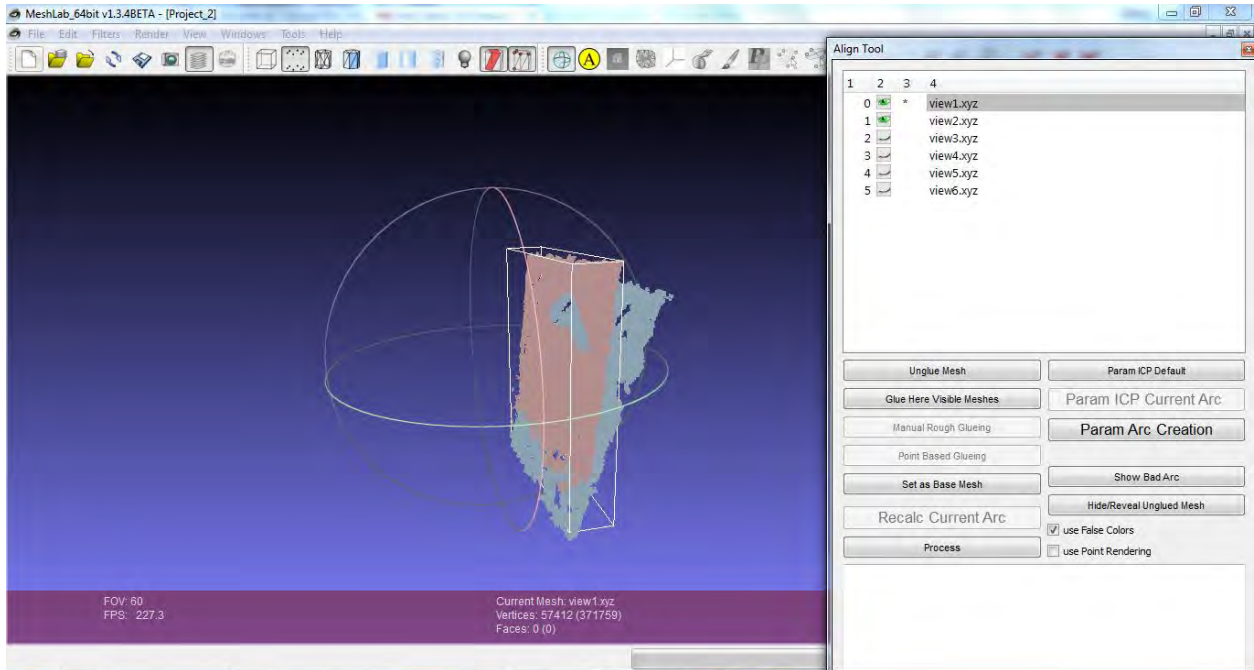 MeshLab_64bit v1.3.4BETA - [Project_2]
File Edit Filters Render View Windows Tools Help
A
Align Tool
1 2 3 4
0 * view1.xyz
1 view2.xyz
2 view3.xyz
3 view4.xyz
4 view5.xyz
5 view6.xyz
Unglue Mesh
Param ICP Default
Glue Here Visible Meshes
Param ICP Current Arc
Manual Rough Glueing
Param Arc Creation
Point Based Glueing
Show Bad Arc
Set as Base Mesh
Hide/Reveal Unglued Mesh
Recalc Current Arc
use False Colors
Process
use Point Rendering
FOV: 60
FPS: 227.3
Current Mesh: view1.xyz
Vertices: 57412 (371759)
Faces: 0 (0)